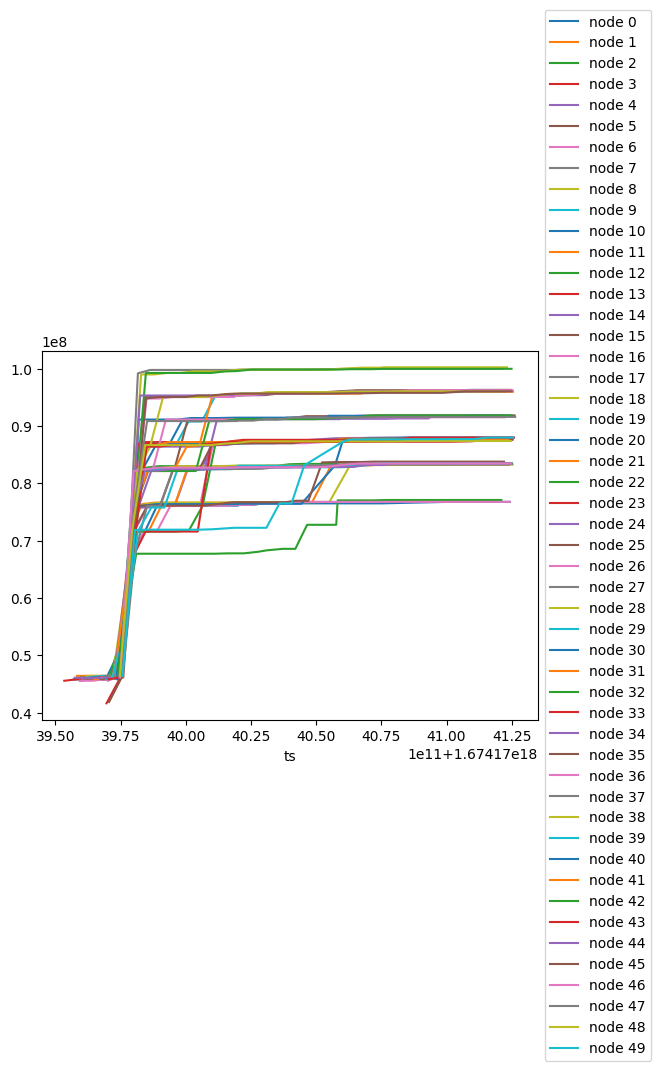 1e8
1.0
0.9
0.8
0.7
0.6
0.5
0.4
39.50 39.75 40.00 40.25 40.50 40.75 41.00 41.25
ts
1e11+1.67417e18
node 0
node 1
node 2
node 3
node 4
node 5
node 6
node 7
node 8
node 9
node 10
node 11
node 12
node 13
node 14
node 15
node 16
node 17
node 18
node 19
node 20
node 21
node 22
node 23
node 24
node 25
node 26
node 27
node 28
node 29
node 30
node 31
node 32
node 33
node 34
node 35
node 36
node 37
node 38
node 39
node 40
node 41
node 42
node 43
node 44
node 45
node 46
node 47
node 48
node 49